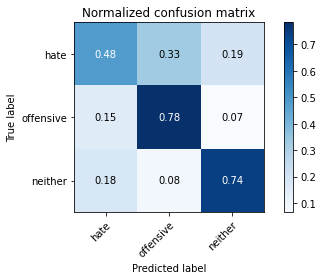 Normalized confusion matrix
True label
hate
offensive
neither
0.48 0.33 0.19
0.15 0.78 0.07
0.18 0.08 0.74
hate
offensive
neither
Predicted label
0.7
0.6
0.5
0.4
0.3
0.2
0.1